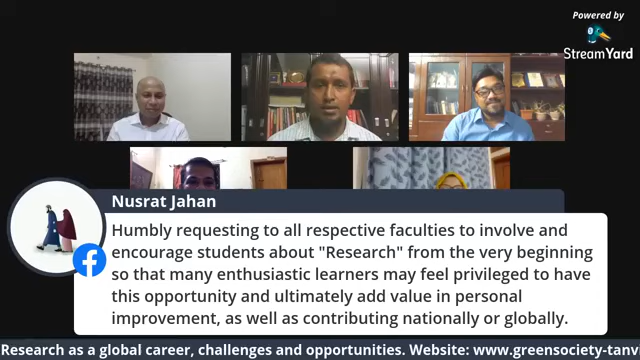 Powered by
StreamYard
Nusrat Jahan
Humbly requesting to all respective faculties to involve and
encourage students about "Research" from the very beginning
so that many enthusiastic learners may feel privileged to have
this opportunity and ultimately add value in personal
improvement, as well as contributing nationally or globally.
Research as a global career, challenges and opportunities. Website: www.greensociety-tanv